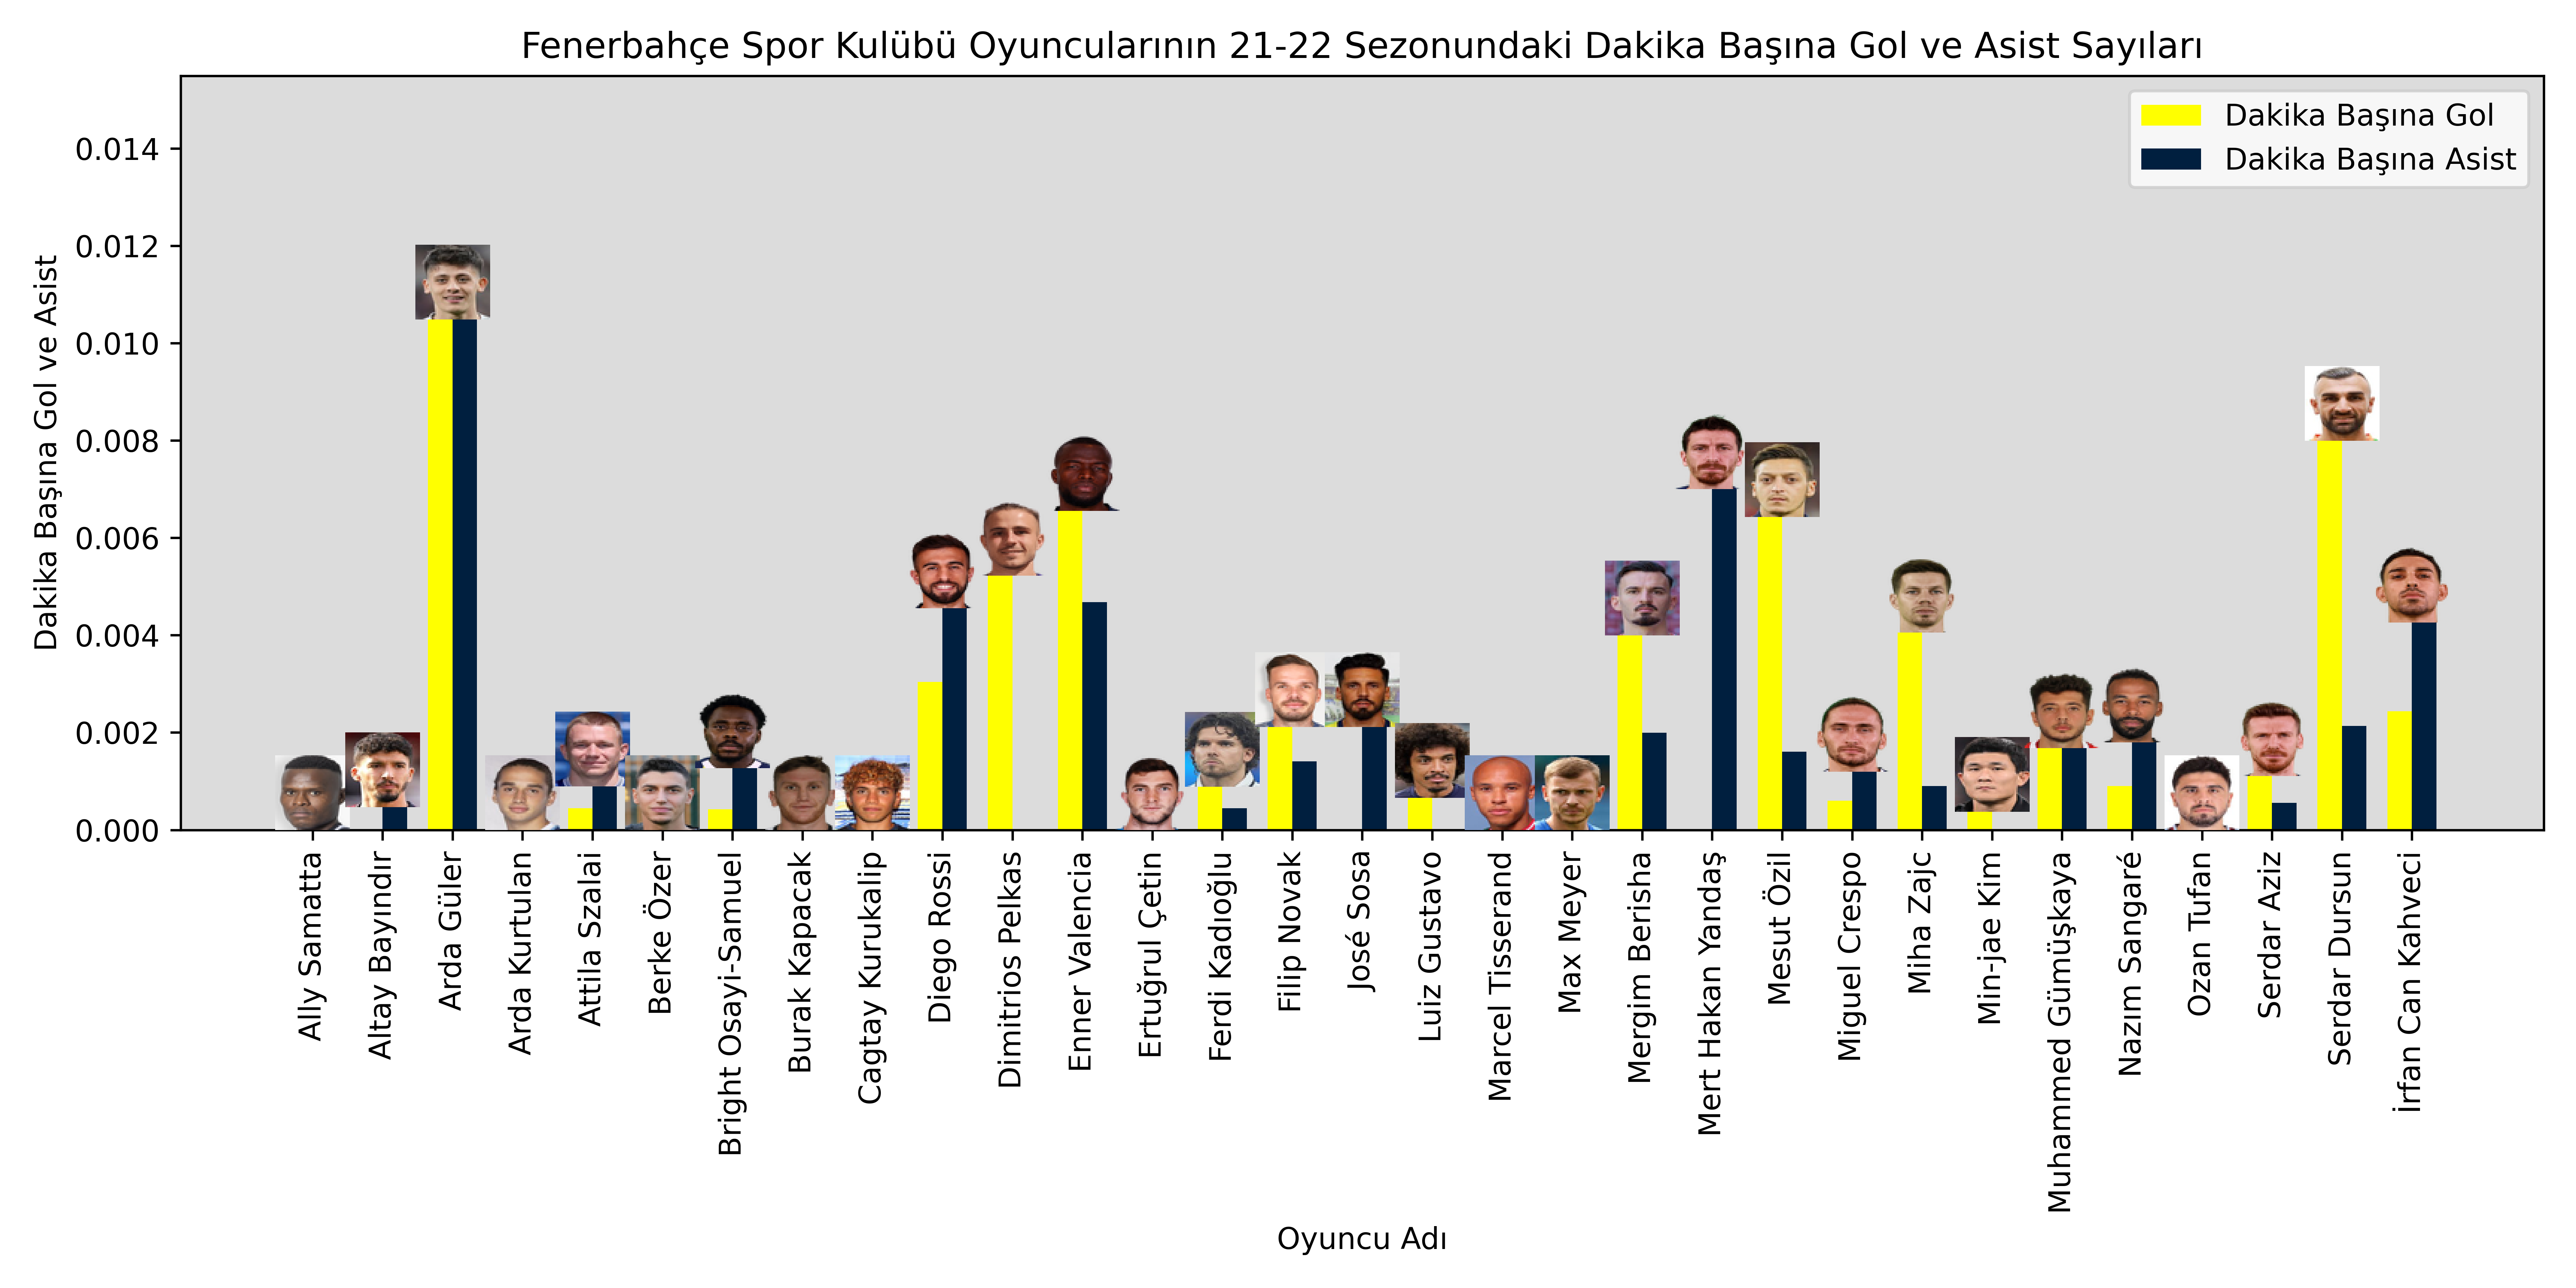 Fenerbahçe Spor Kulübü Oyuncularının 21-22 Sezonundaki Dakika Başına Gol ve Asist Sayıları
Dakika Başına Gol
Dakika Başına Asist
Dakika Başına Gol ve Asist
0.014
0.012
0.010
0.008
0.006
0.004
0.002
0.000
Ally Samatta
Altay Bayındır
Arda Güler
Arda Kurtulan
Attila Szalai
Berke Özer
Bright Osayi-Samuel
Burak Kapacak
Cagtay Kurukalip
Diego Rossi
Dimitrios Pelkas
Enner Valencia
Ertuğrul Çetin
Ferdi Kadıoğlu
Filip Novak
José Sosa
Luiz Gustavo
Marcel Tisserand
Max Meyer
Mergim Berisha
Mert Hakan Yandaş
Mesut Özil
Miguel Crespo
Miha Zajc
Min-jae Kim
Muhammed Gümüşkaya
Nazım Sangaré
Ozan Tufan
Serdar Aziz
Serdar Dursun
İrfan Can Kahveci
Oyuncu Adı